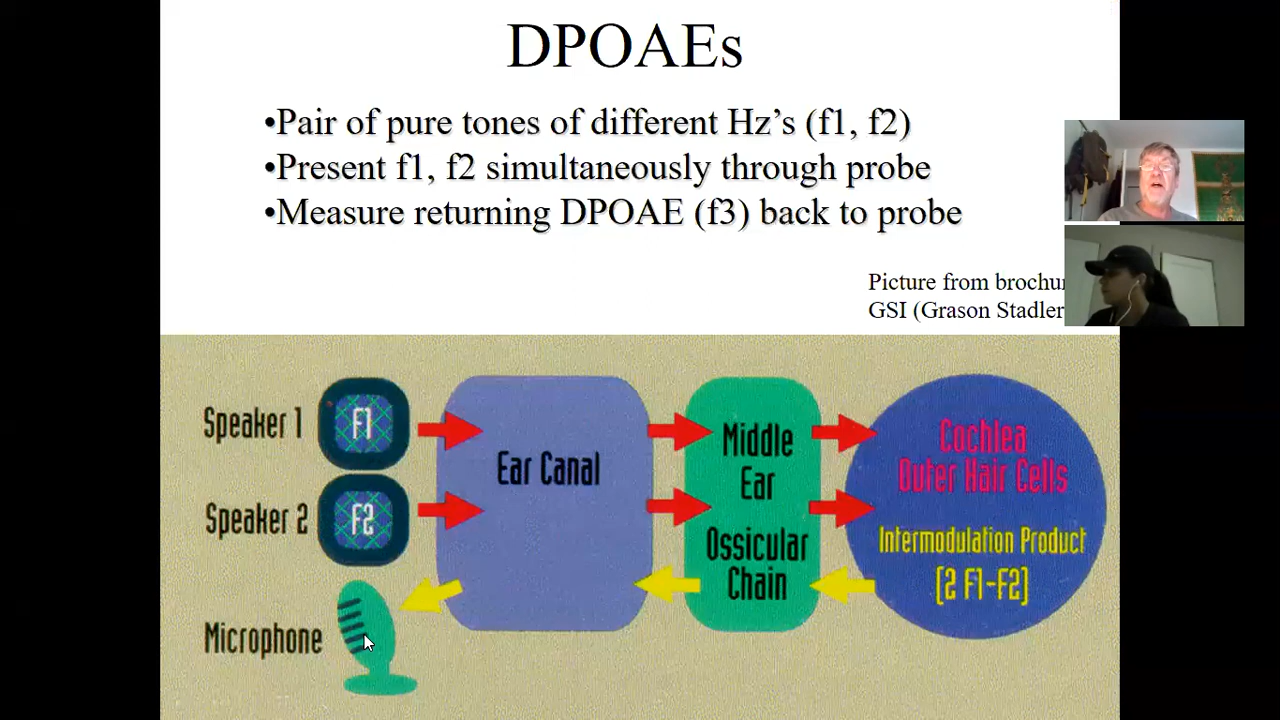 DPOAEs
•Pair of pure tones of different Hz’s (f1, f2)
•Present f1, f2 simultaneously through probe
•Measure returning DPOAE (f3) back to probe
Picture from
GSI (Grason Stadler
Speaker 1
F1
Speaker 2
F2
Microphone
Ear Canal
Middle
Ear
Ossicular
Chain
Cochlea
Outer Hair Cells
Intermodulation Product
(2 F1-F2)